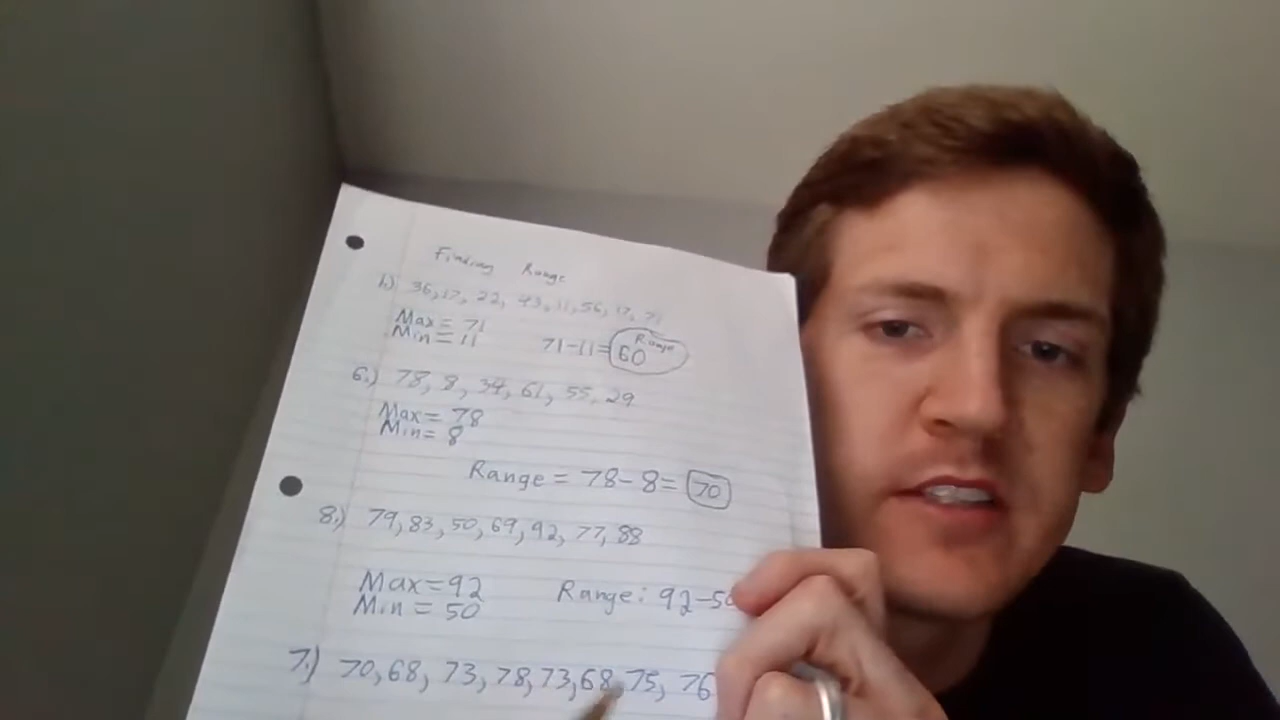 Finding Range
1.) 36, 17, 22, 43, 11, 56, 17, 71
Max = 71
Min = 11
71-11= 60 Range
6.) 78, 8, 34, 61, 55, 29
Max = 78
Min = 8
Range = 78-8= 70
8.) 79, 83, 50, 69, 92, 77, 88
Max = 92 Range: 92-50
Min = 50
7.) 70, 68, 73, 78, 73, 68, 75, 76